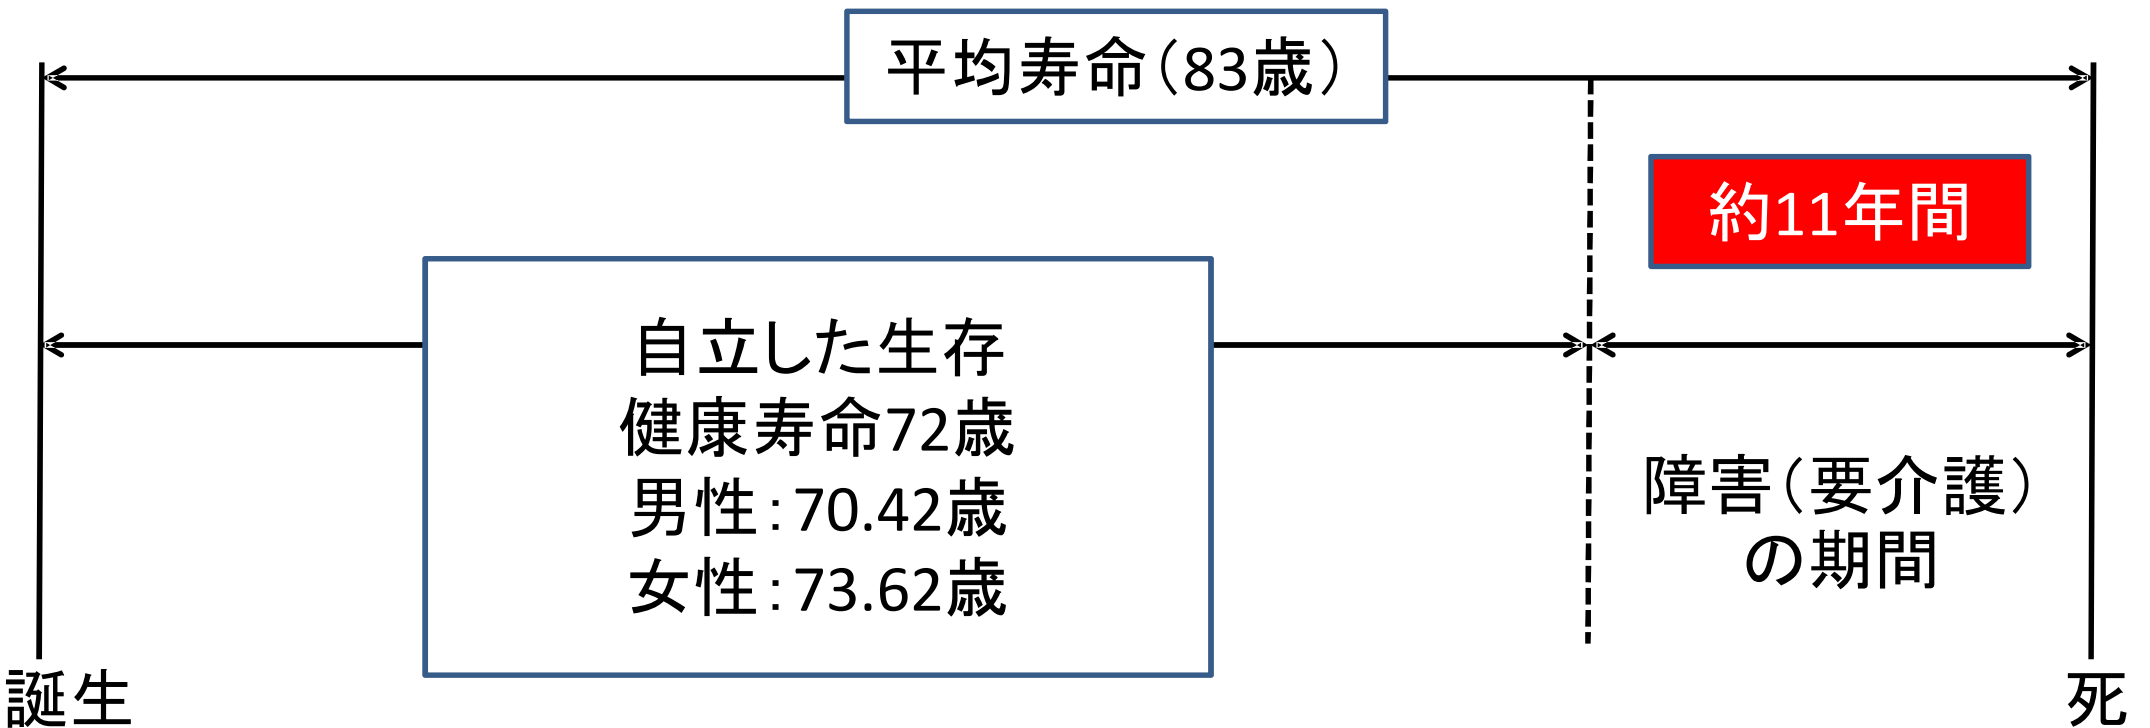 平均寿命（83歳）
約11年間
自立した生存
健康寿命72歳
男性：70.42歳
女性：73.62歳
障害（要介護）
の期間
誕生
死